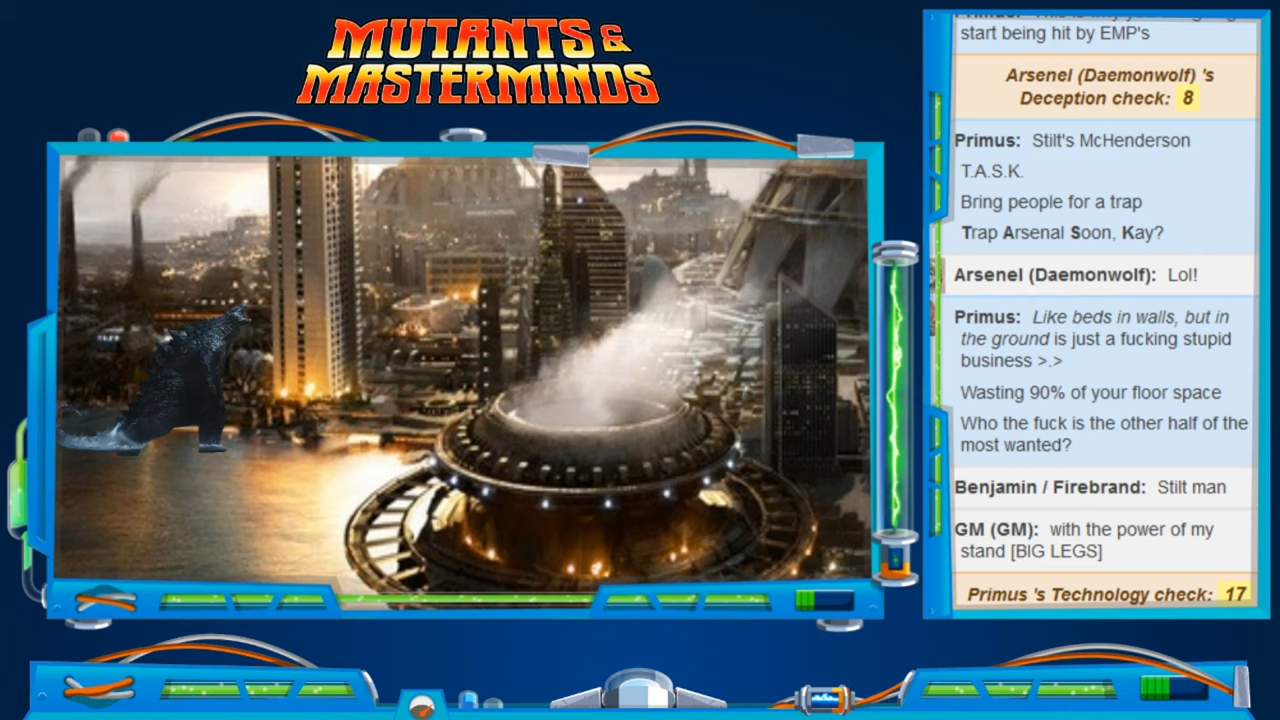 MUTANTS &
MASTERMINDS
start being hit by EMP's
Arsenel (Daemonwolf) 's
Deception check: 8
Primus: Stilt's McHenderson
T.A.S.K.
Bring people for a trap
Trap Arsenal Soon, Kay?
Arsenel (Daemonwolf): Lol!
Primus: Like beds in walls, but in
the ground is just a fucking stupid
business >.>
Wasting 90% of your floor space
Who the fuck is the other half of the
most wanted?
Benjamin / Firebrand: Stilt man
GM (GM): with the power of my
stand [BIG LEGS]
Primus 's Technology check: 17